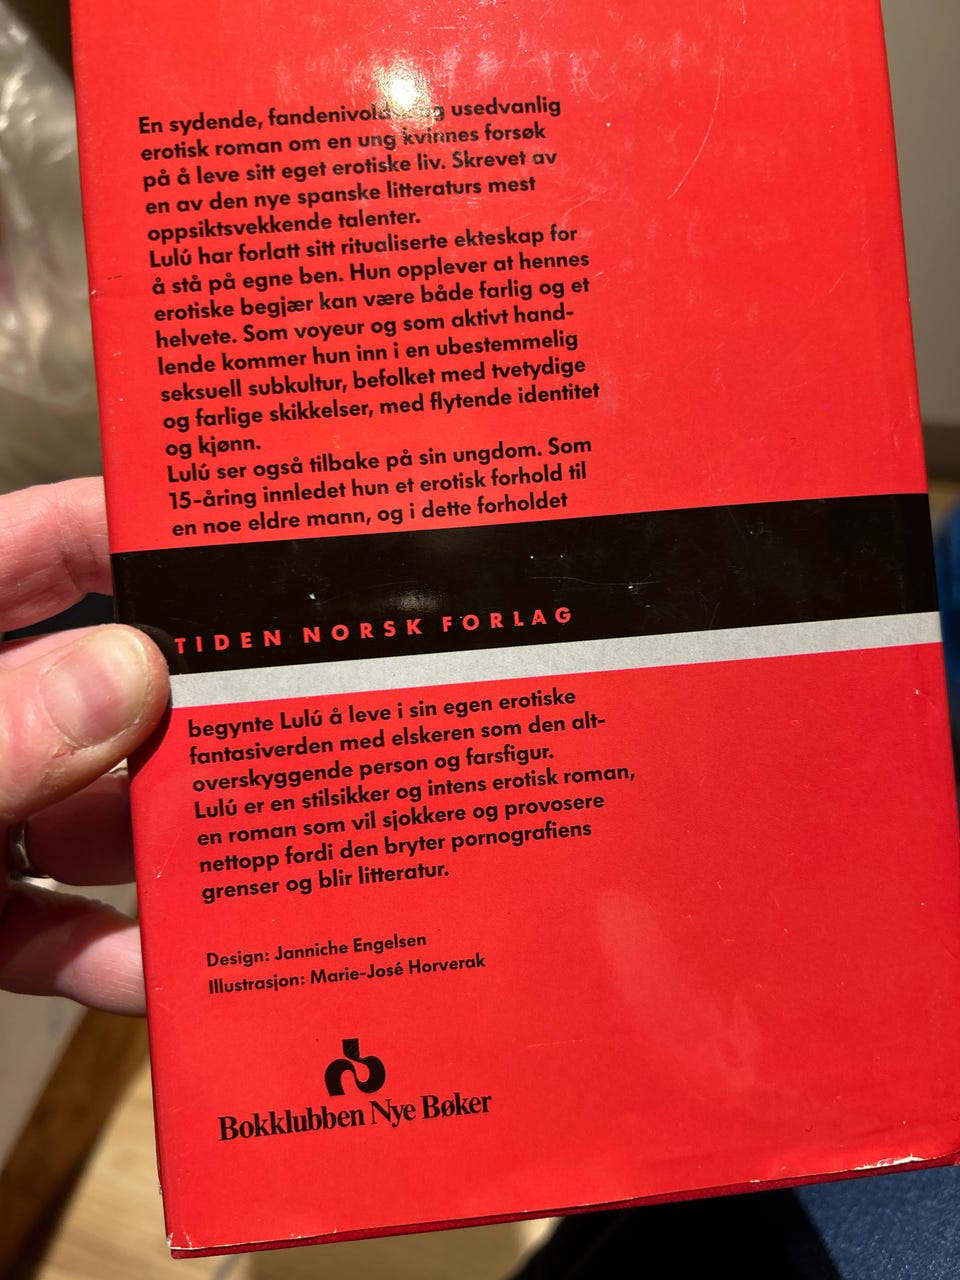 En sydende, fandenivoldsk og usedvanlig
erotisk roman om en ung kvinnes forsøk
på å leve sitt eget erotiske liv. Skrevet av
en av den nye spanske litteraturs mest
oppsiktsvekkende talenter.
Lulú har forlatt sitt ritualiserte ekteskap for
å stå på egne ben. Hun opplever at hennes
erotiske begjær kan være både farlig og et
helvete. Som voyeur og som aktivt hand-
lende kommer hun inn i en ubestemmelig
seksuell subkultur, befolket med tvetydige
og farlige skikkelser, med flytende identitet
og kjønn.
Lulú ser også tilbake på sin ungdom. Som
15-åring innledet hun et erotisk forhold til
en noe eldre mann, og i dette forholdet
TIDEN NORSK FORLAG
begynte Lulú å leve i sin egen erotiske
fantasiverden med elskeren som den alt-
overskyggende person og farsfigur.
Lulú er en stilsikker og intens erotisk roman,
en roman som vil sjokkere og provosere
nettopp fordi den bryter pornografiens
grenser og blir litteratur.
Design: Janniche Engelsen
Illustrasjon: Marie-José Horverak
Bokklubben Nye Bøker